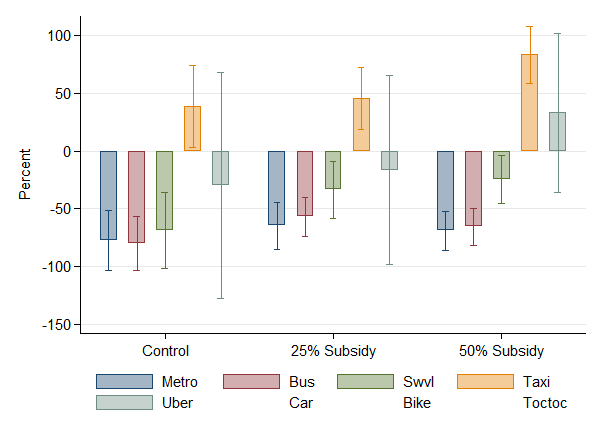 100
50
0
-50
-100
-150
Percent
Control 25% Subsidy 50% Subsidy
Metro Bus Swvl Taxi
Uber Car Bike Toctoc